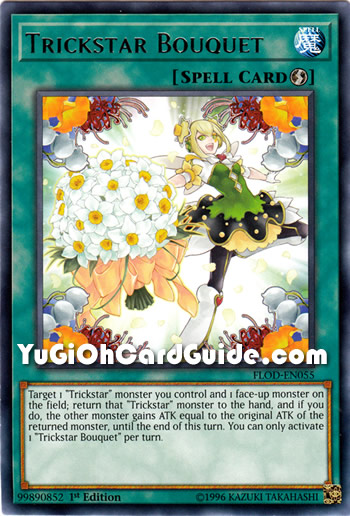 TRICKSTAR BOUQUET
魔
[SPELL CARD]
YuGiOhCardGuide.com
FLOD-EN055
Target 1 "Trickstar" monster you control and 1 face-up monster on
the field; return that "Trickstar" monster to the hand, and if you
do, the other monster gains ATK equal to the original ATK of the
returned monster, until the end of this turn. You can only activate
1 "Trickstar Bouquet" per turn.
99890852 1st Edition ©1996 KAZUKI TAKAHASHI